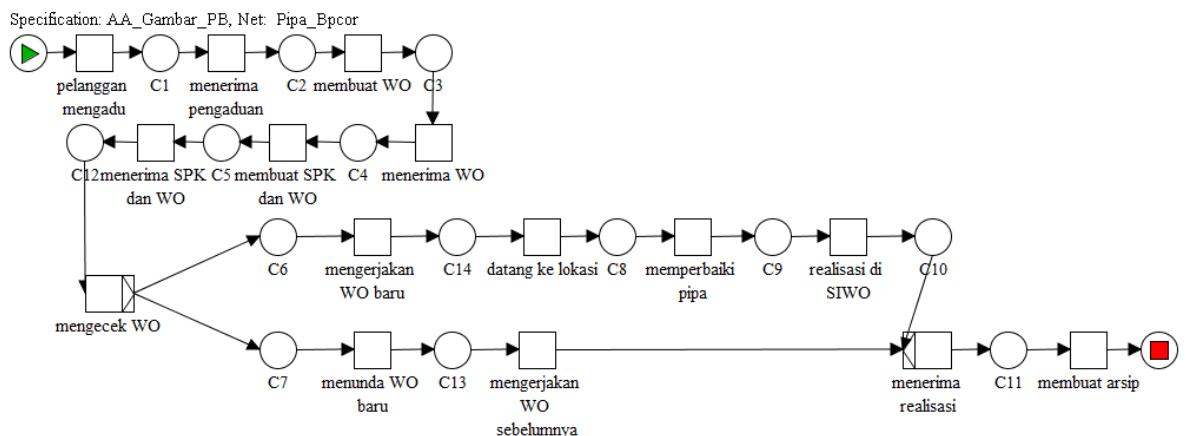 Specification: AA_Gambar_PB, Net: Pipa_Bpcor
pelanggan
mengadu
C1
menerima
pengaduan
C2
membuat WO
C3
C12
menerima SPK
dan WO
C5
membuat SPK
dan WO
C4
menerima WO
C6
mengerjakan
WO baru
C14
datang ke lokasi
C8
memperbaiki
pipa
C9
realisasi di
SIWO
C10
mengecek WO
C7
menunda WO
baru
C13
mengerjakan
WO
sebelumnya
menerima
realisasi
C11
membuat arsip